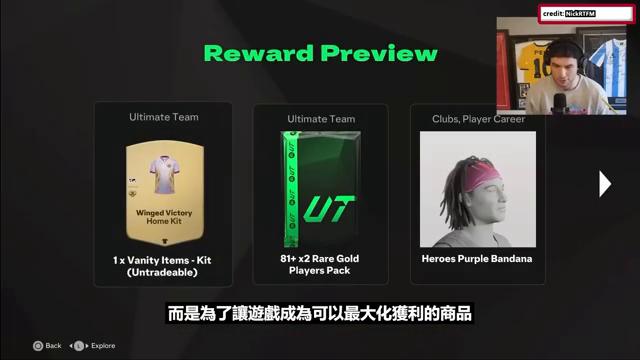 credit: NickRTFM
Reward Preview
Ultimate Team
Winged Victory
Home Kit
1 x Vanity Items - Kit
(Untradeable)
Ultimate Team
UT
81+ x2 Rare Gold
Players Pack
Clubs, Player Career
Heroes Purple Bandana
而是為了讓遊戲成為可以最大化獲利的商品
Back
L
Explore